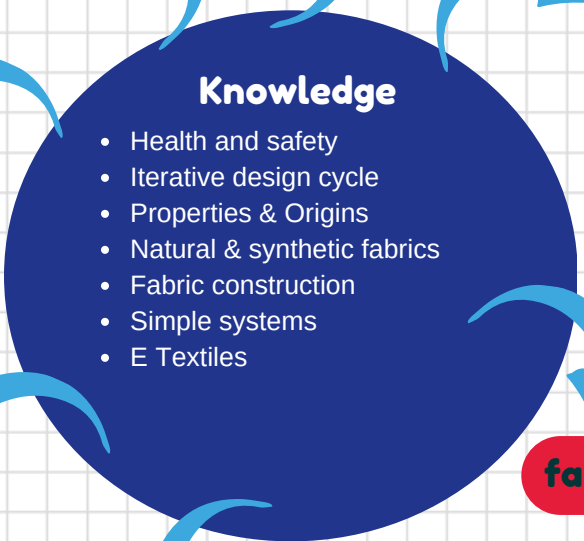 Knowledge
• Health and safety
• Iterative design cycle
• Properties & Origins
• Natural & synthetic fabrics
• Fabric construction
• Simple systems
• E Textiles
fa